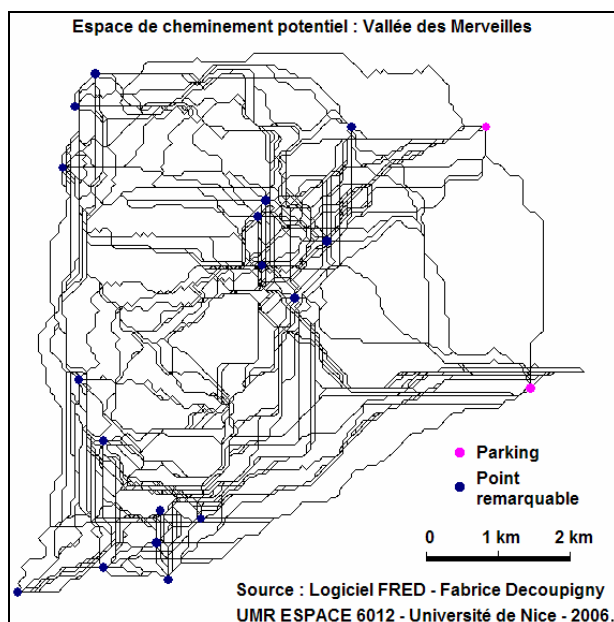 Espace de cheminement potentiel : Vallée des Merveilles
Parking
Point
remarquable
0 1 km 2 km
Source : Logiciel FRED - Fabrice Decoupigny
UMR ESPACE 6012 - Université de Nice - 2006.